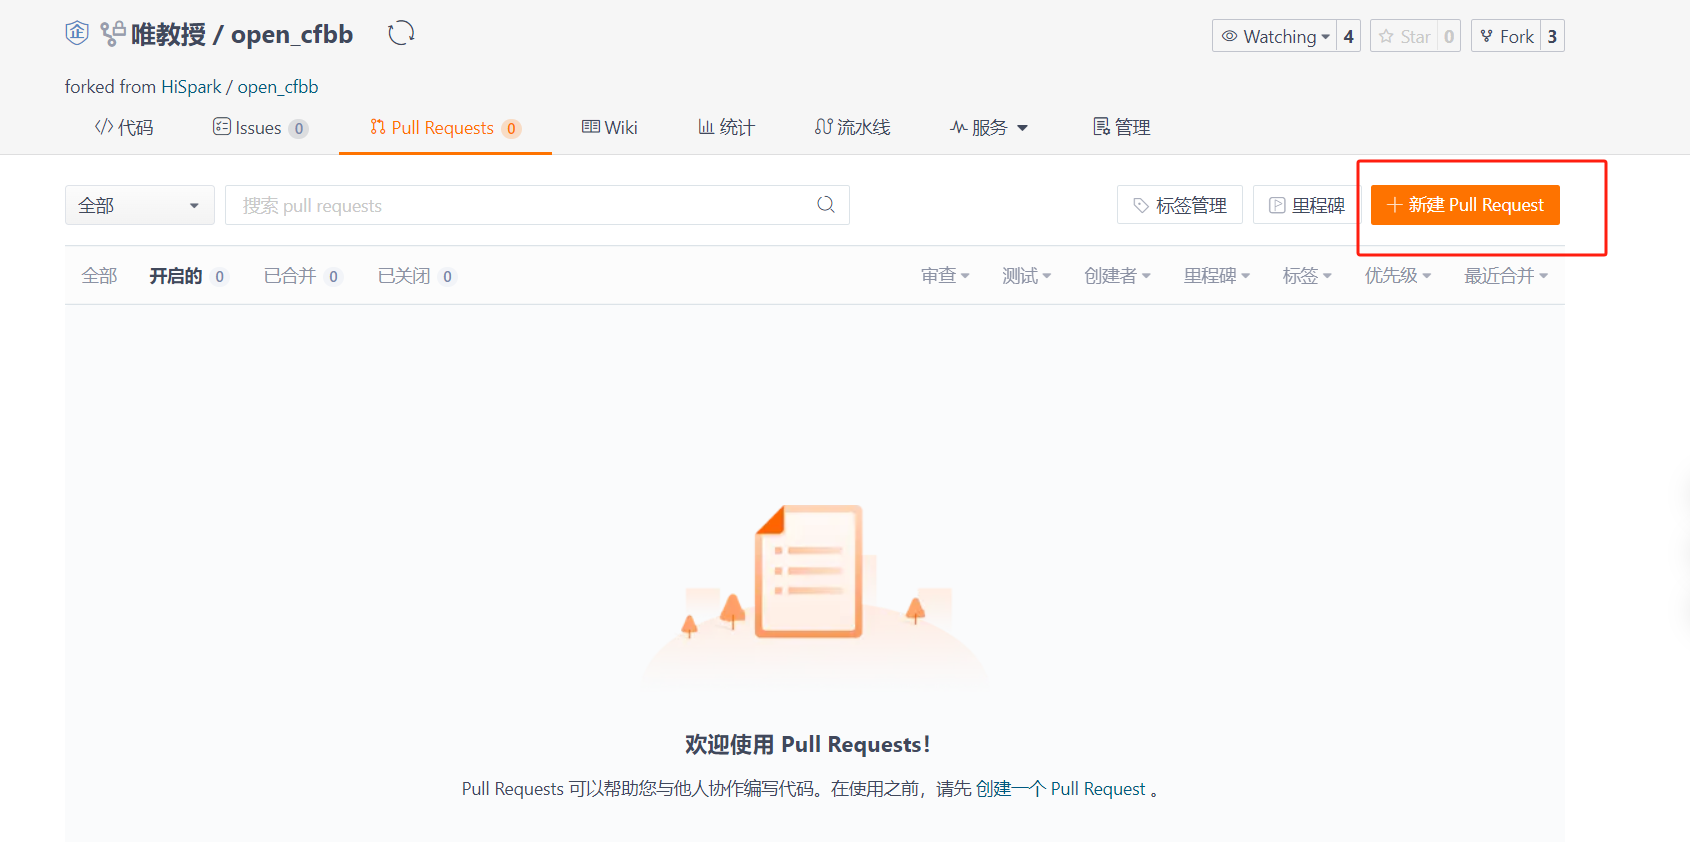 唯教授 / open_cfbb
Watching 4 Star 0 Fork 3
forked from HiSpark / open_cfbb
代码 Issues 0 Pull Requests 0 Wiki 统计 流水线 服务 管理
全部 搜索 pull requests 标签管理 里程碑 新建 Pull Request
全部 开启的 0 已合并 0 已关闭 0 审查 测试 创建者 里程碑 标签 优先级 最近合并
欢迎使用 Pull Requests!
Pull Requests 可以帮助您与他人协作编写代码。在使用之前，请先 创建一个 Pull Request 。